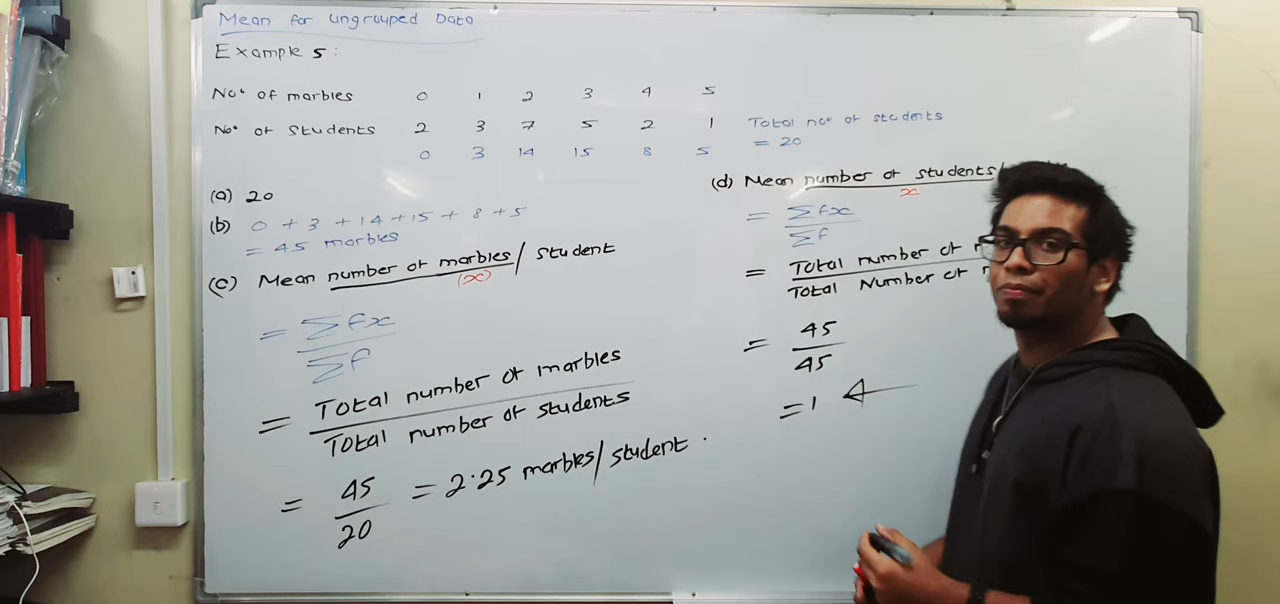 Mean for ungrouped Data
Example 5:
No. of marbles 0 1 2 3 4 5
No. of students 2 3 7 5 2 1
0 3 14 15 8 5
Total no. of students
= 20
(a) 20
(b) 0 + 3 + 14 + 15 + 8 + 5
= 45 marbles
(c) Mean number of marbles / student
(x)
= ∑fx
∑f
= Total number of marbles
Total number of students
= 45
20
= 2.25 marbles/student.
(d) Mean number of students/
x
= ∑fx
∑f
= Total number of
Total Number of
= 45
45
= 1